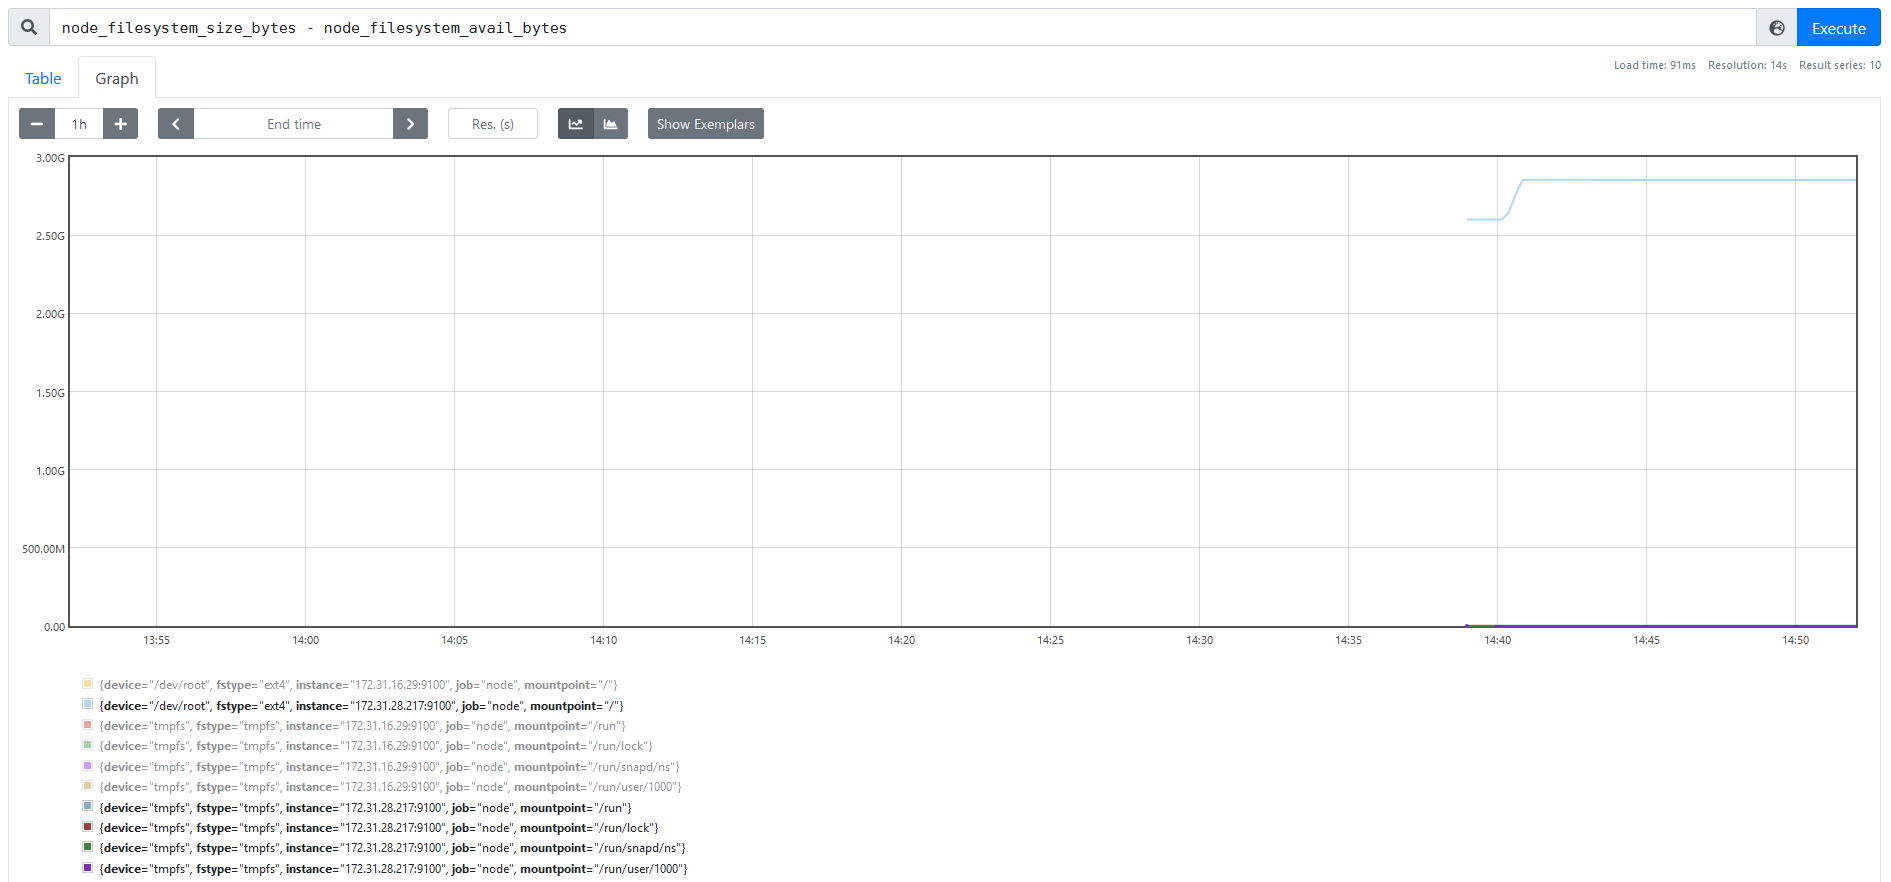 node_filesystem_size_bytes - node_filesystem_avail_bytes
Execute
Table
Graph
Load time: 91ms Resolution: 14s Result series: 10
1h
End time
Res. (s)
Show Exemplars
3.00G
2.50G
2.00G
1.50G
1.00G
500.00M
0.00
13:55 14:00 14:05 14:10 14:15 14:20 14:25 14:30 14:35 14:40 14:45 14:50
{device="/dev/root", fstype="ext4", instance="172.31.16.29:9100", job="node", mountpoint="/"}
{device="/dev/root", fstype="ext4", instance="172.31.28.217:9100", job="node", mountpoint="/"}
{device="tmpfs", fstype="tmpfs", instance="172.31.16.29:9100", job="node", mountpoint="/run"}
{device="tmpfs", fstype="tmpfs", instance="172.31.16.29:9100", job="node", mountpoint="/run/lock"}
{device="tmpfs", fstype="tmpfs", instance="172.31.16.29:9100", job="node", mountpoint="/run/snapd/ns"}
{device="tmpfs", fstype="tmpfs", instance="172.31.16.29:9100", job="node", mountpoint="/run/user/1000"}
{device="tmpfs", fstype="tmpfs", instance="172.31.28.217:9100", job="node", mountpoint="/run"}
{device="tmpfs", fstype="tmpfs", instance="172.31.28.217:9100", job="node", mountpoint="/run/lock"}
{device="tmpfs", fstype="tmpfs", instance="172.31.28.217:9100", job="node", mountpoint="/run/snapd/ns"}
{device="tmpfs", fstype="tmpfs", instance="172.31.28.217:9100", job="node", mountpoint="/run/user/1000"}